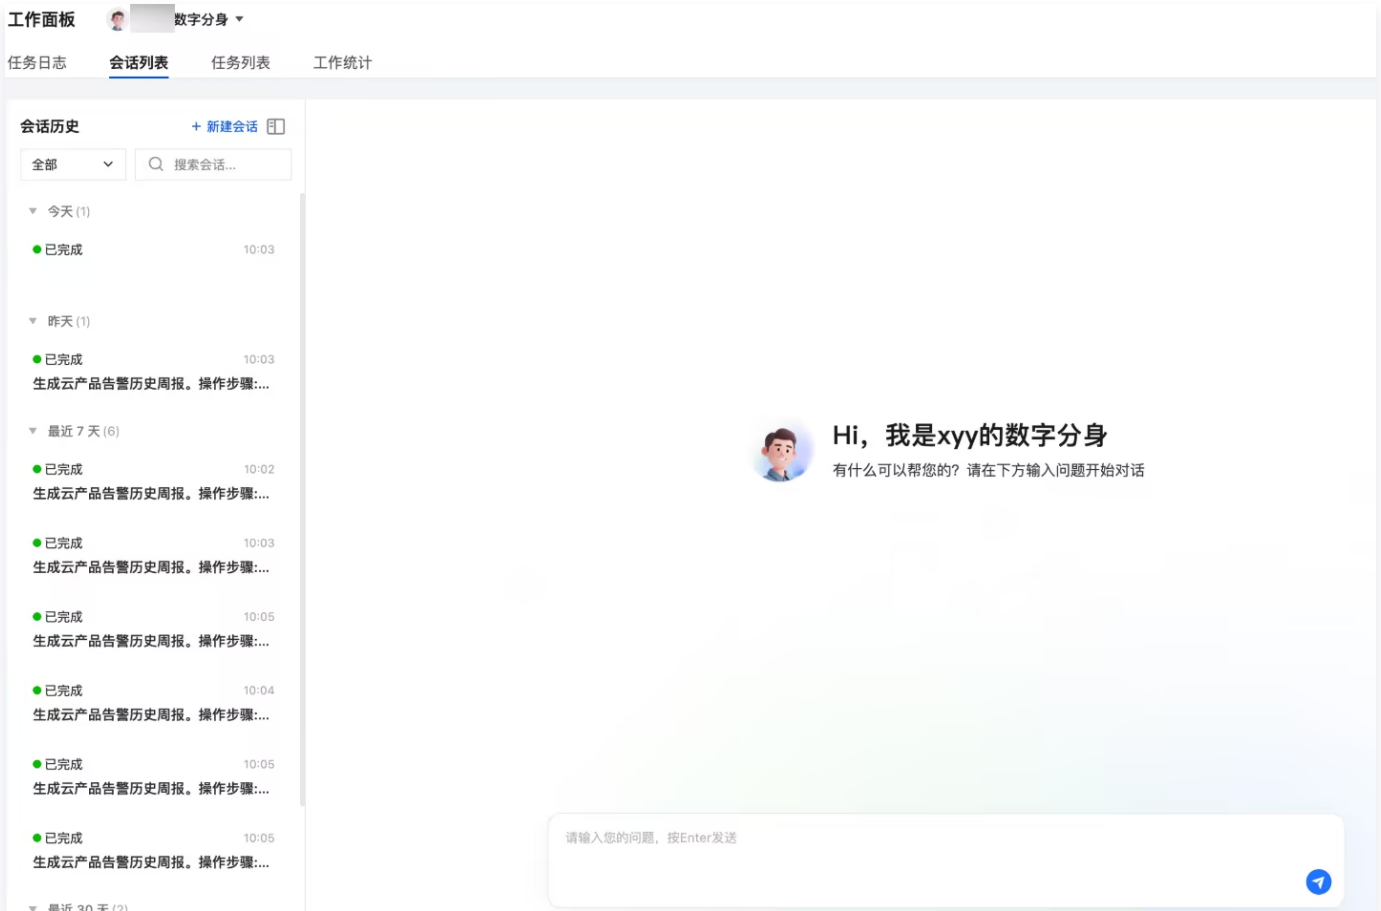 工作面板
数字分身
任务日志 会话列表 任务列表 工作统计
会话历史 + 新建会话
全部 搜索会话...
今天 (1)
已完成 10:03
昨天 (1)
已完成 10:03
生成云产品告警历史周报。操作步骤:...
最近 7 天 (6)
已完成 10:02
生成云产品告警历史周报。操作步骤:...
已完成 10:03
生成云产品告警历史周报。操作步骤:...
已完成 10:05
生成云产品告警历史周报。操作步骤:...
已完成 10:04
生成云产品告警历史周报。操作步骤:...
已完成 10:05
生成云产品告警历史周报。操作步骤:...
已完成 10:05
生成云产品告警历史周报。操作步骤:...
最近 30 天 (2)
Hi，我是xyy的数字分身
有什么可以帮您的？请在下方输入问题开始对话
请输入您的问题，按Enter发送